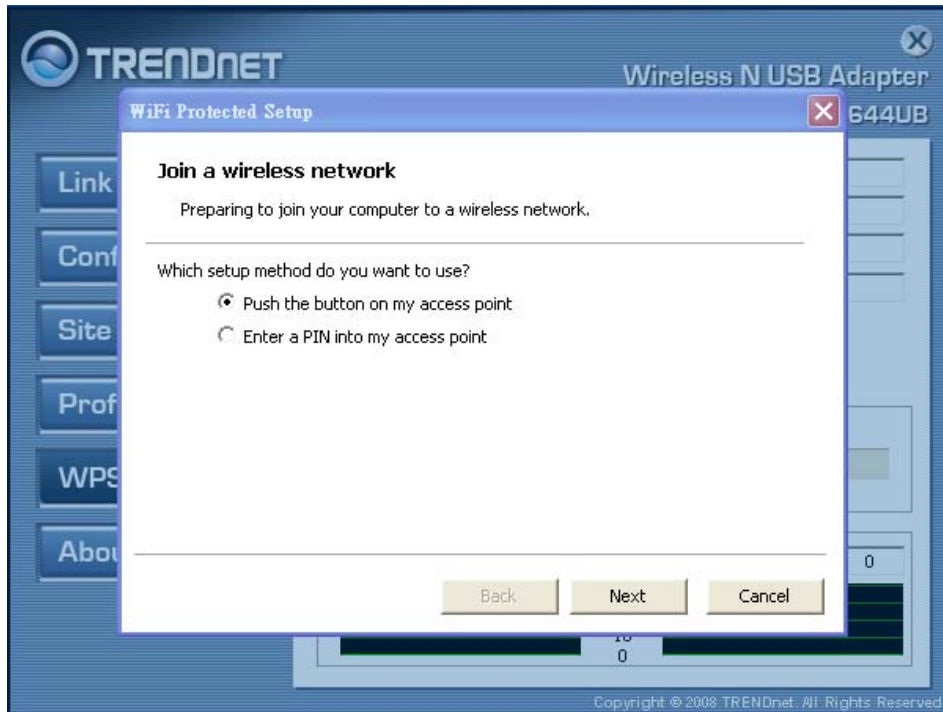 TRENDNET
Wireless N USB Adapter
644UB
WiFi Protected Setup
Join a wireless network
Preparing to join your computer to a wireless network.
Which setup method do you want to use?
Push the button on my access point
Enter a PIN into my access point
Back
Next
Cancel
Link
Conf
Site
Prof
WPS
Abou
0
10
0
Copyright © 2008 TRENDnet. All Rights Reserved